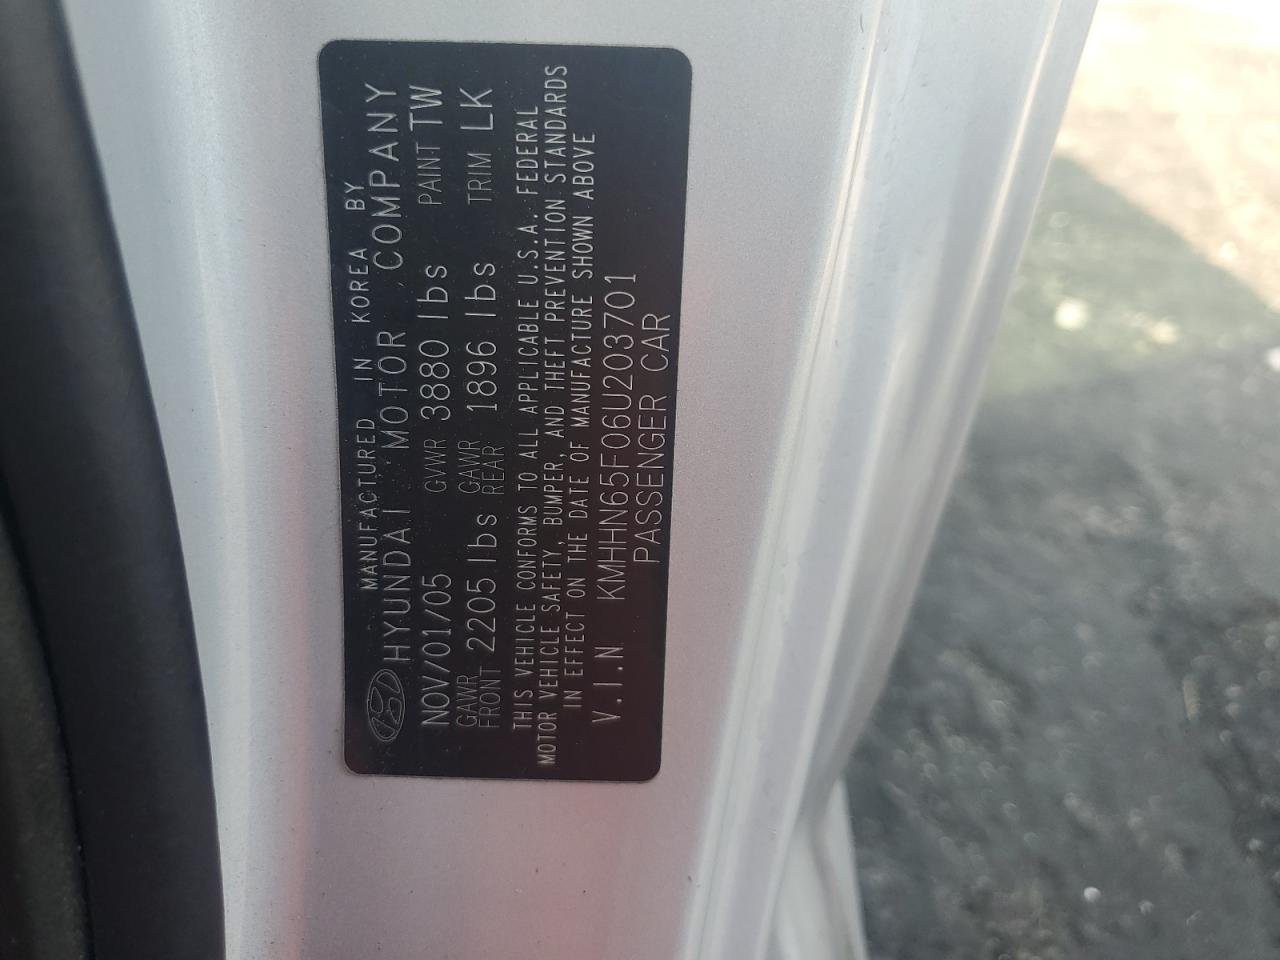 MANUFACTURED IN KOREA BY
HYUNDAI MOTOR COMPANY
NOV/01/05 GVWR 3880 lbs PAINT TW
GAWR FRONT 2205 lbs GAWR REAR 1896 lbs TRIM LK
THIS VEHICLE CONFORMS TO ALL APPLICABLE U.S.A. FEDERAL
MOTOR VEHICLE SAFETY, BUMPER, AND THEFT PREVENTION STANDARDS
IN EFFECT ON THE DATE OF MANUFACTURE SHOWN ABOVE
V.I.N KMHHN65F06U203701
PASSENGER CAR